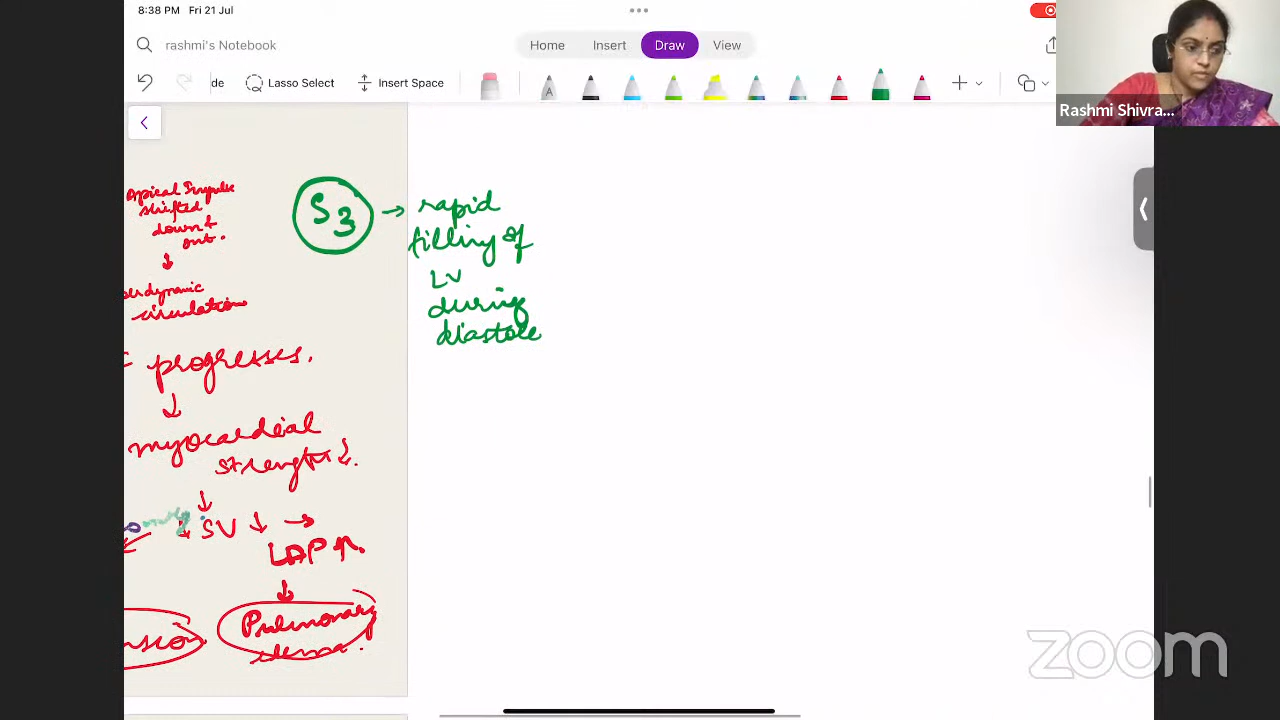 8:38 PM Fri 21 Jul
rashmi's Notebook
Home Insert Draw View
de Lasso Select Insert Space
Rashmi Shivra...
Apical Impulse
shifted
down &
out.
circulation
S3 → rapid
filling of
LV
during
diastole
progresses.
↓
myocardial
strength ↓.
↓
↓ SV ↓ →
LAP ↑.
↓
Pulmonary
edema.
zoom